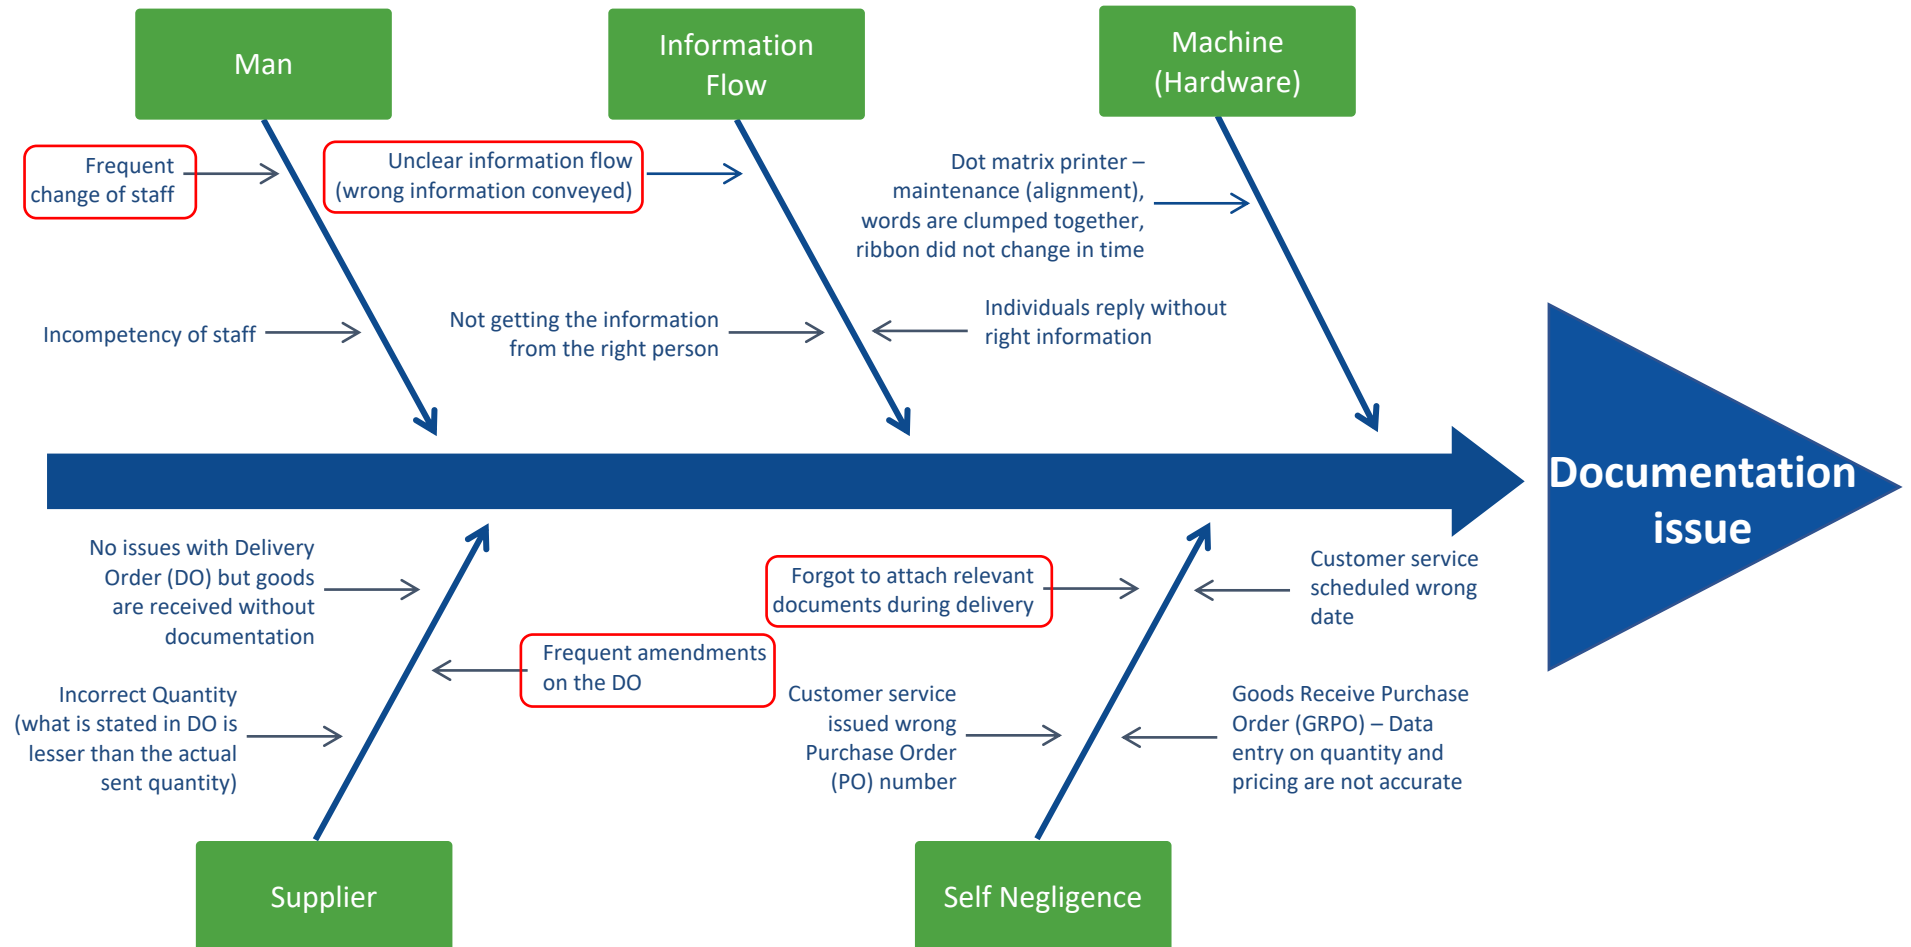 Man
Information
Flow
Machine
(Hardware)
Frequent
change of staff
Unclear information flow
(wrong information conveyed)
Dot matrix printer –
maintenance (alignment),
words are clumped together,
ribbon did not change in time
Incompetency of staff
Not getting the information
from the right person
Individuals reply without
right information
Documentation
issue
No issues with Delivery
Order (DO) but goods
are received without
documentation
Frequent amendments
on the DO
Incorrect Quantity
(what is stated in DO is
lesser than the actual
sent quantity)
Forgot to attach relevant
documents during delivery
Customer service
scheduled wrong
date
Customer service
issued wrong
Purchase Order
(PO) number
Goods Receive Purchase
Order (GRPO) – Data
entry on quantity and
pricing are not accurate
Supplier
Self Negligence